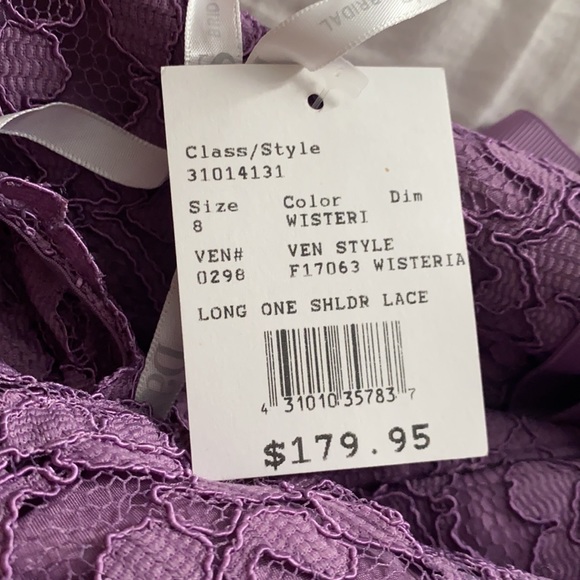 BRIDAL
Class/Style
31014131
Size Color Dim
8 WISTERI
VEN# VEN STYLE
0298 F17063 WISTERIA
LONG ONE SHLDR LACE
4 31010 35783 7
$179.95